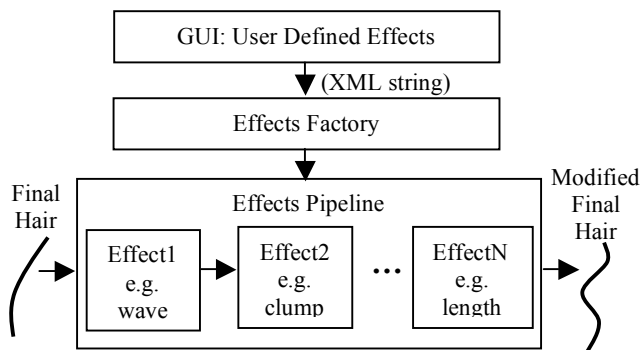 GUI: User Defined Effects
(XML string)
Effects Factory
Final
Hair
Effects Pipeline
Effect1
e.g.
wave
Effect2
e.g.
clump
...
EffectN
e.g.
length
Modified
Final
Hair